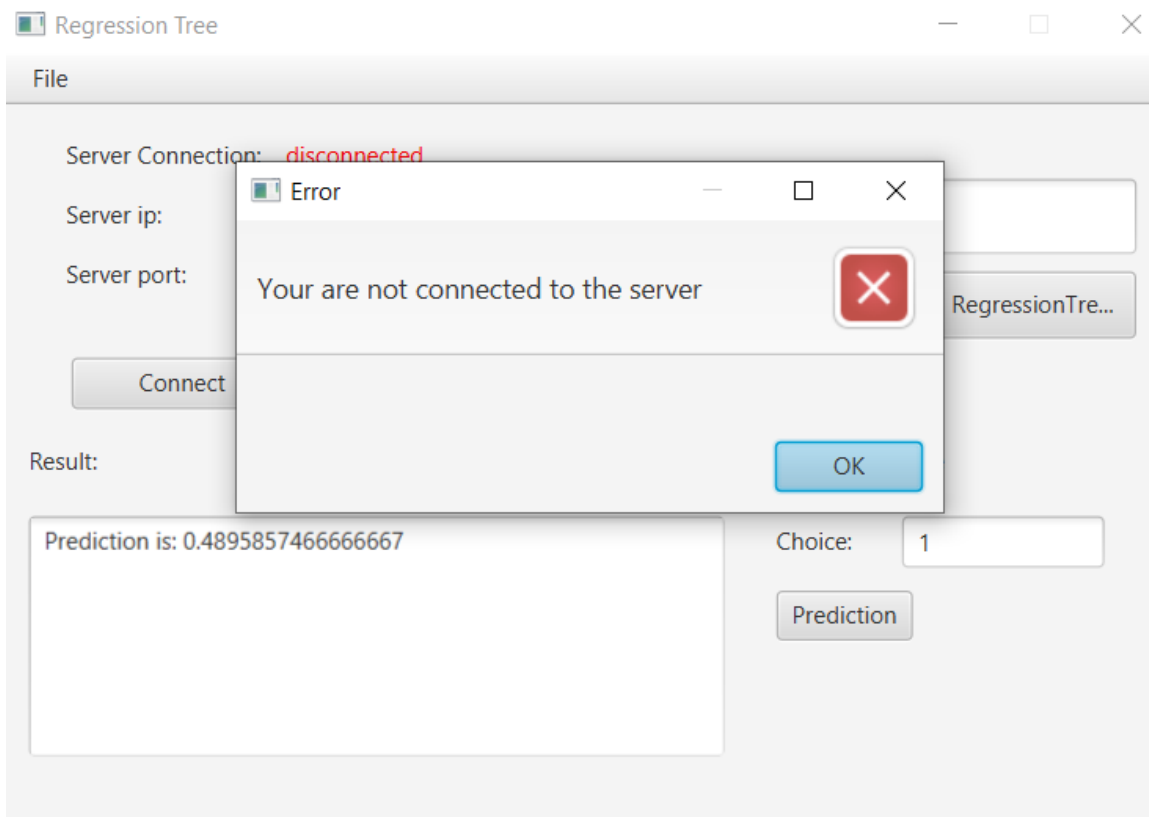 Regression Tree
File
Server Connection: disconnected
Error
Server ip:
Server port:
Your are not connected to the server
RegressionTre...
Connect
OK
Result:
Prediction is: 0.4895857466666667
Choice: 1
Prediction